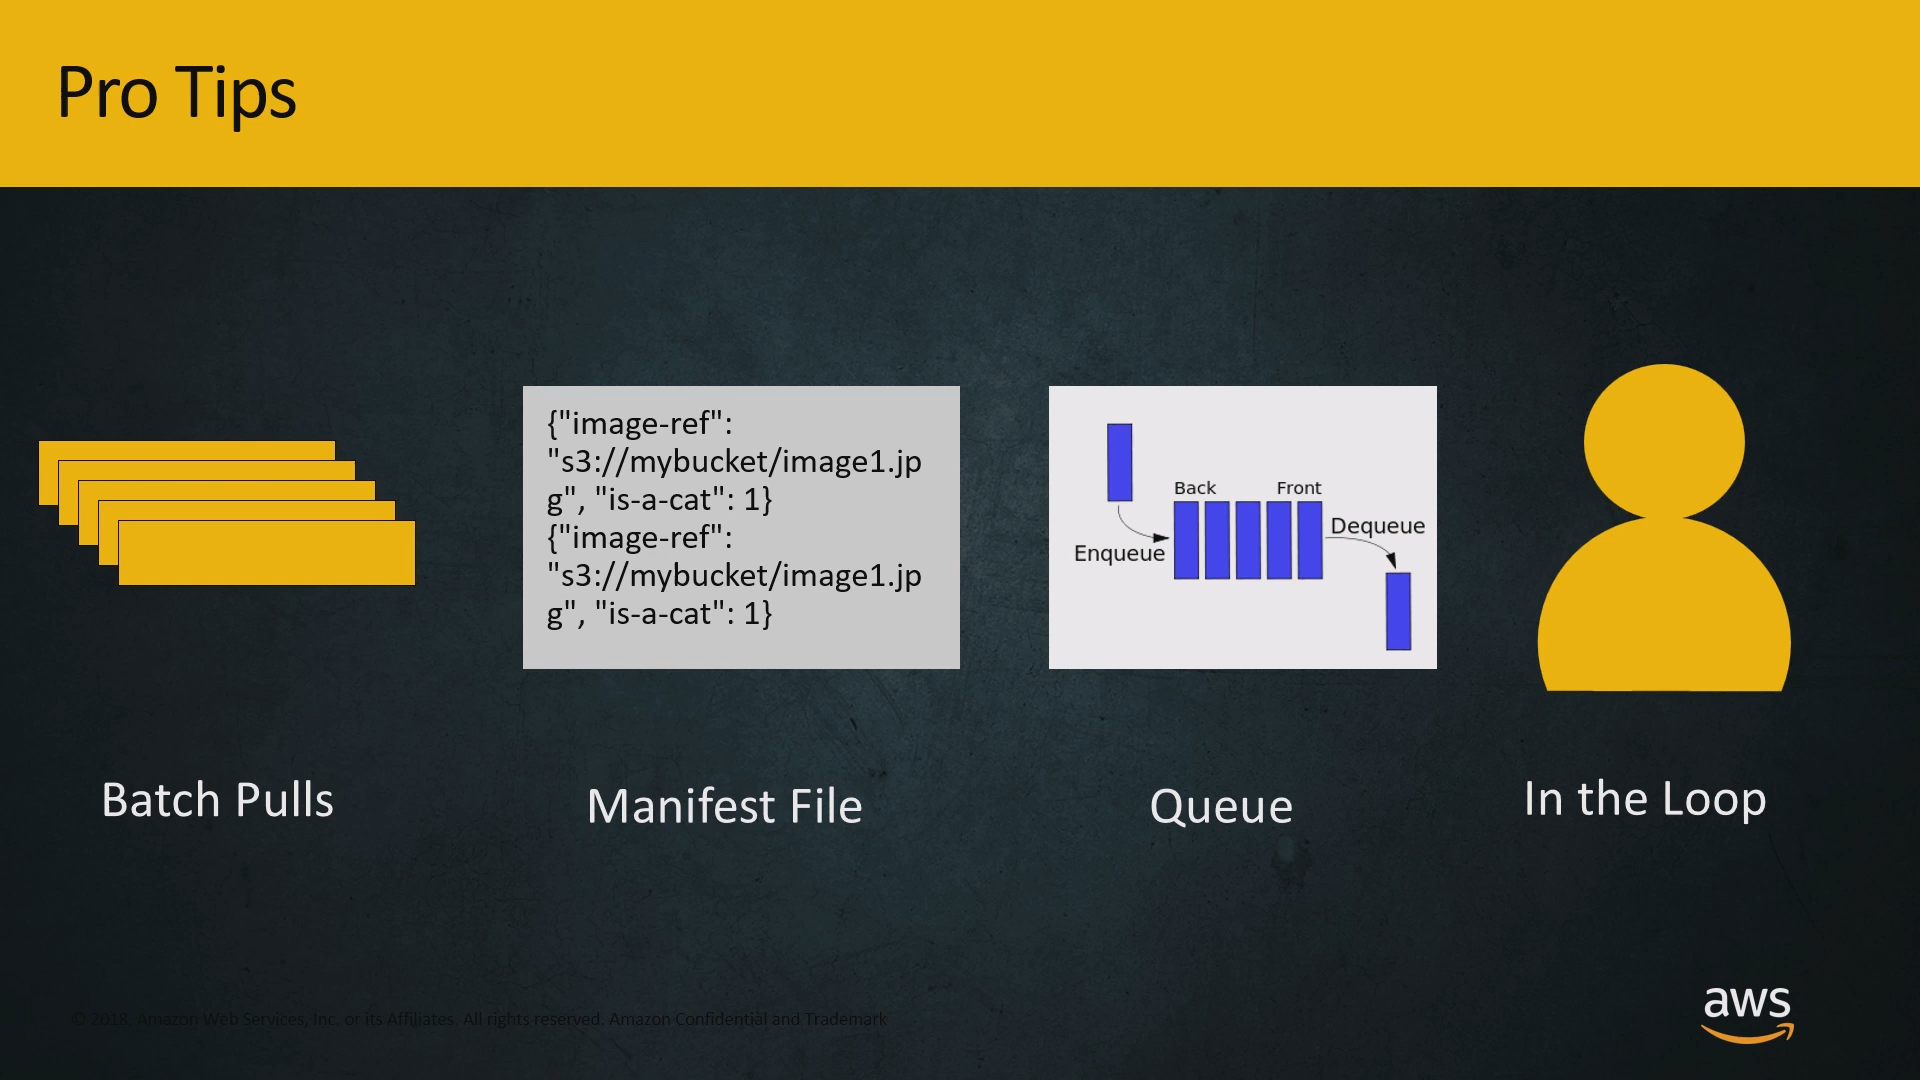 Pro Tips
{"image-ref":
"s3://mybucket/image1.jp
g", "is-a-cat": 1}
{"image-ref":
"s3://mybucket/image1.jp
g", "is-a-cat": 1}
Back Front
Dequeue
Enqueue
Batch Pulls
Manifest File
Queue
In the Loop
© 2018, Amazon Web Services, Inc. or its Affiliates. All rights reserved. Amazon Confidential and Trademark
aws